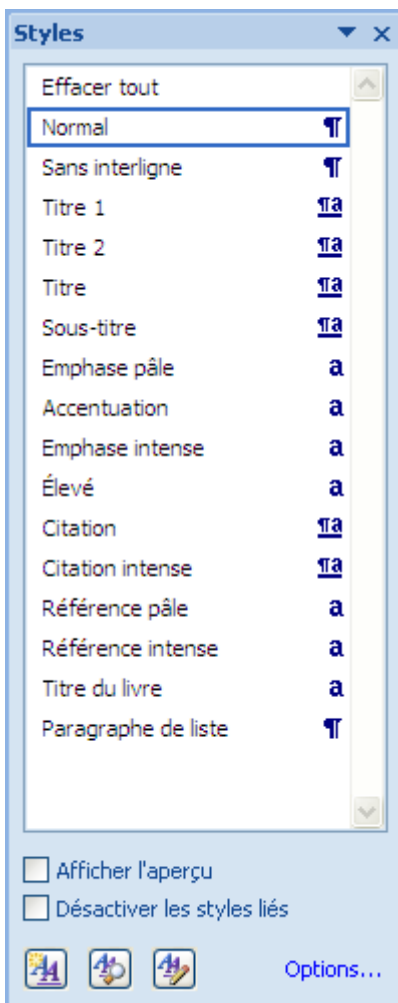 Styles
Effacer tout
Normal ¶
Sans interligne ¶
Titre 1 ¶a
Titre 2 ¶a
Titre ¶a
Sous-titre ¶a
Emphase pâle a
Accentuation a
Emphase intense a
Élevé a
Citation ¶a
Citation intense ¶a
Référence pâle a
Référence intense a
Titre du livre a
Paragraphe de liste ¶
Afficher l'aperçu
Désactiver les styles liés
Options...